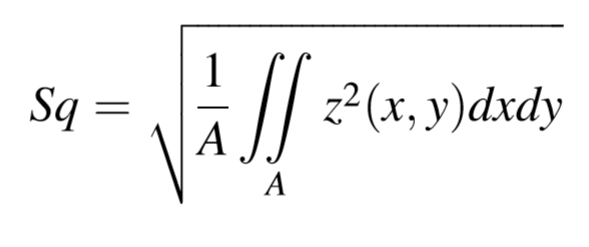 Sq = √(1/A ∬_A z²(x, y)dxdy)